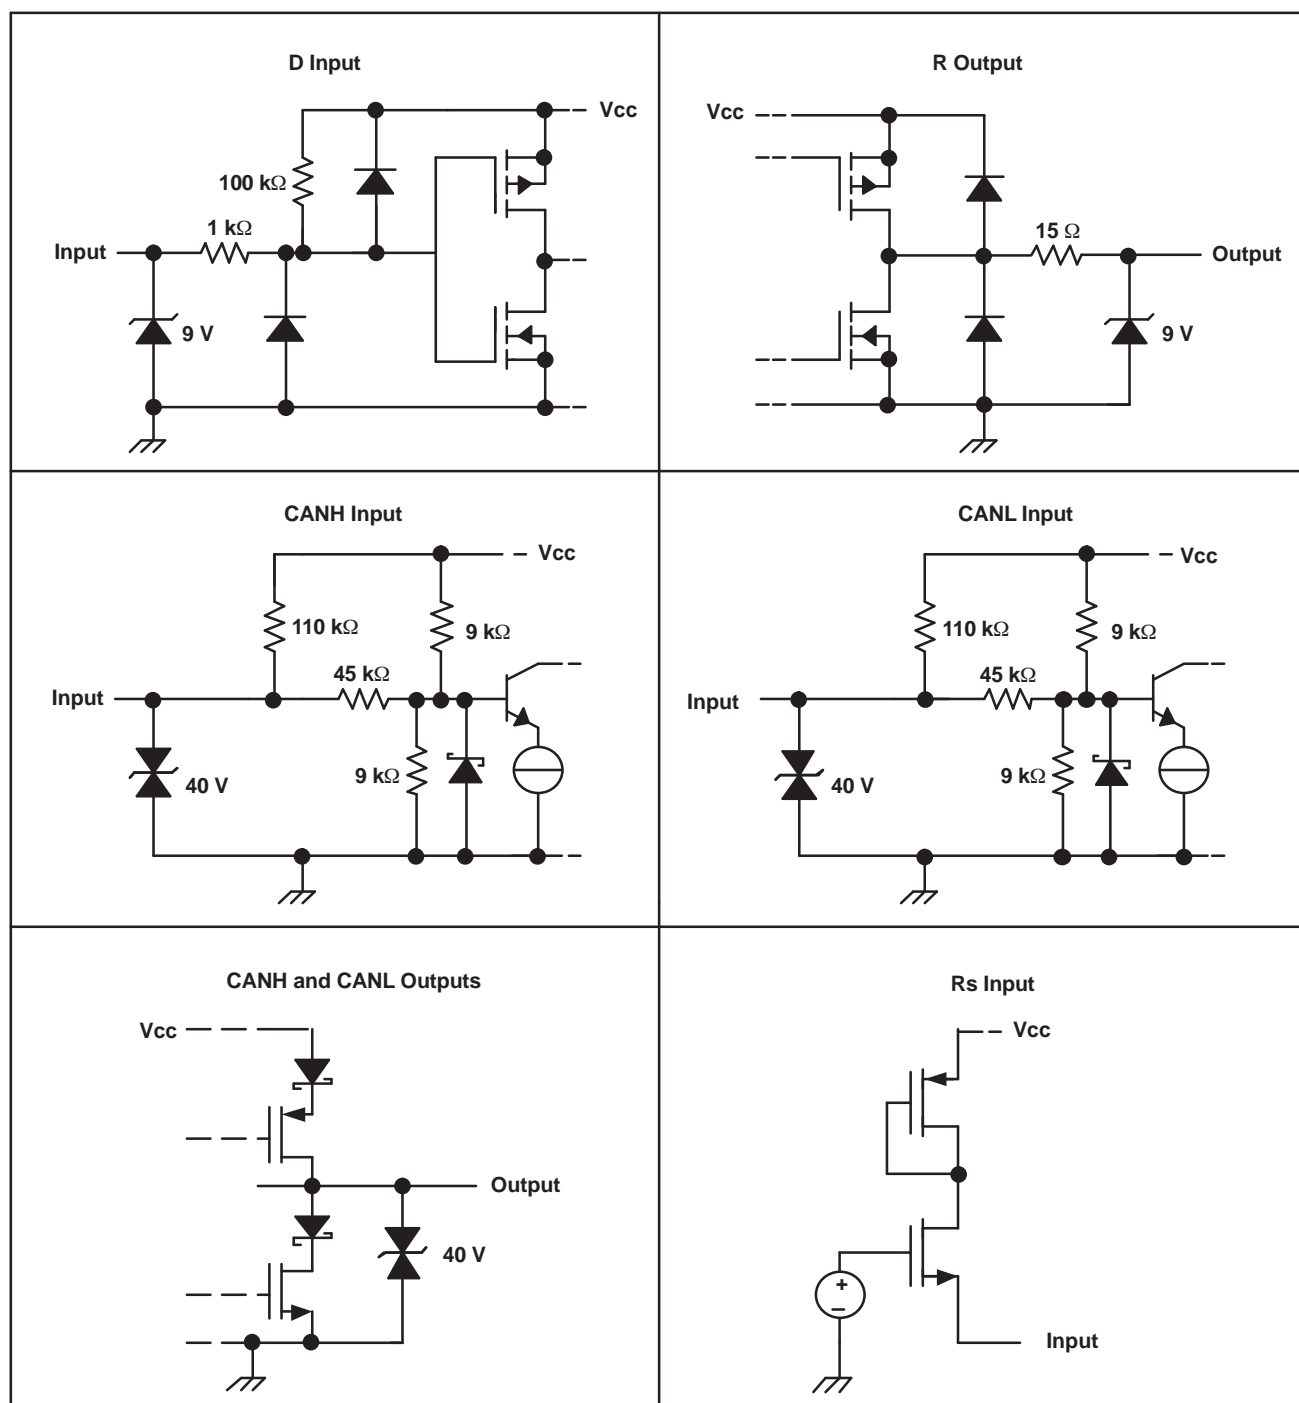 D Input
Vcc
100 kΩ
1 kΩ
Input
9 V
R Output
Vcc
15 Ω
Output
9 V
CANH Input
Vcc
110 kΩ
9 kΩ
45 kΩ
Input
9 kΩ
40 V
CANL Input
Vcc
110 kΩ
9 kΩ
45 kΩ
Input
9 kΩ
40 V
CANH and CANL Outputs
Vcc
Output
40 V
Rs Input
Vcc
+
−
Input